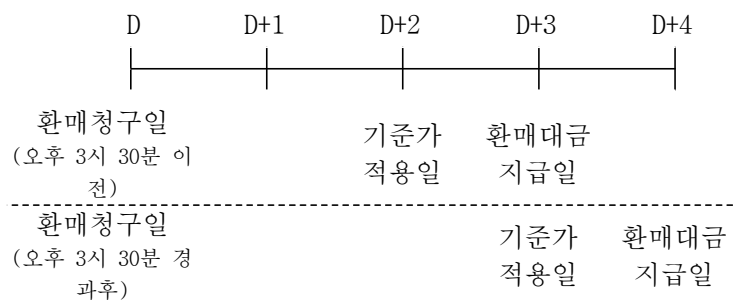 D D+1 D+2 D+3 D+4
환매청구일
(오후 3시 30분 이
전)
기준가
적용일
환매대금
지급일
환매청구일
(오후 3시 30분 경
과후)
기준가
적용일
환매대금
지급일